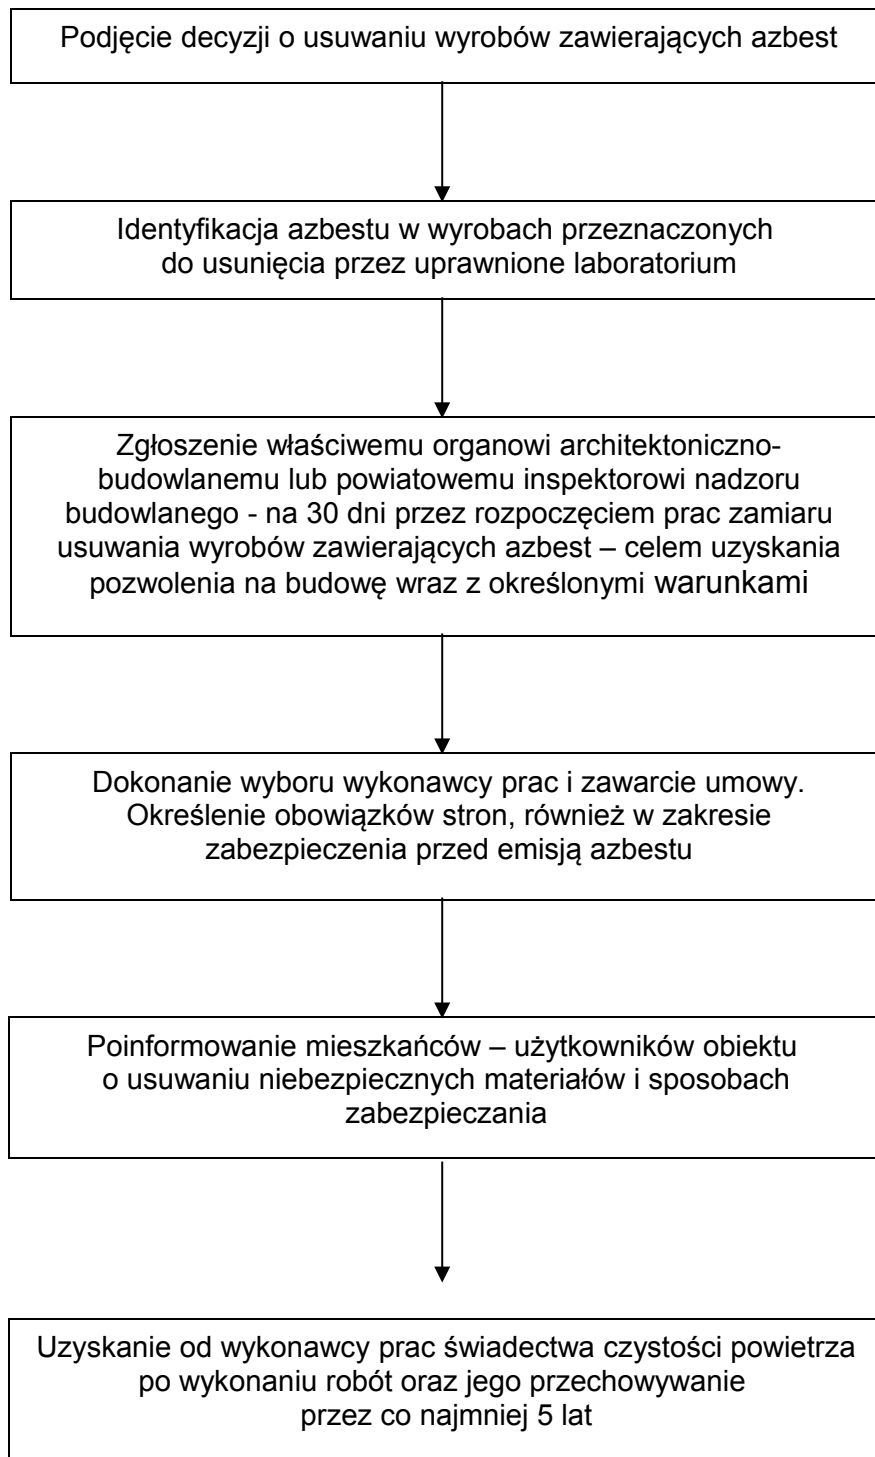 Podjęcie decyzji o usuwaniu wyrobów zawierających azbest
Identyfikacja azbestu w wyrobach przeznaczonych
do usunięcia przez uprawnione laboratorium
Zgłoszenie właściwemu organowi architektoniczno-
budowlanemu lub powiatowemu inspektorowi nadzoru
budowlanego - na 30 dni przez rozpoczęciem prac zamiaru
usuwania wyrobów zawierających azbest – celem uzyskania
pozwolenia na budowę wraz z określonymi warunkami
Dokonanie wyboru wykonawcy prac i zawarcie umowy.
Określenie obowiązków stron, również w zakresie
zabezpieczenia przed emisją azbestu
Poinformowanie mieszkańców – użytkowników obiektu
o usuwaniu niebezpiecznych materiałów i sposobach
zabezpieczania
Uzyskanie od wykonawcy prac świadectwa czystości powietrza
po wykonaniu robót oraz jego przechowywanie
przez co najmniej 5 lat